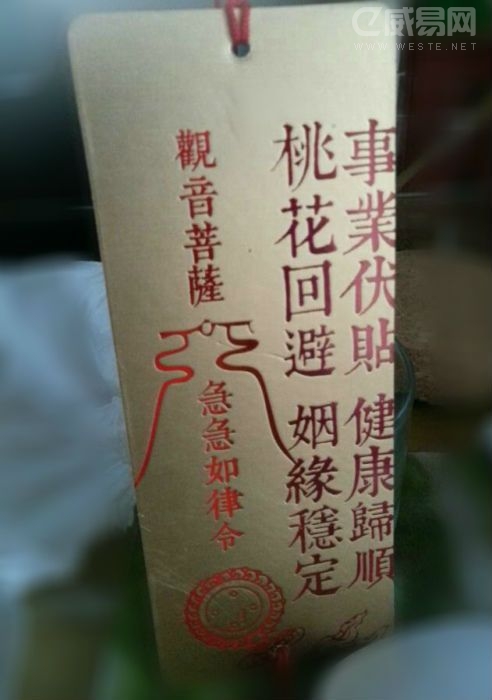 威易网
WWW.WESTE.NET
事業伏貼 健康歸順
桃花回避 姻緣穩定
觀音菩薩
急急如律令